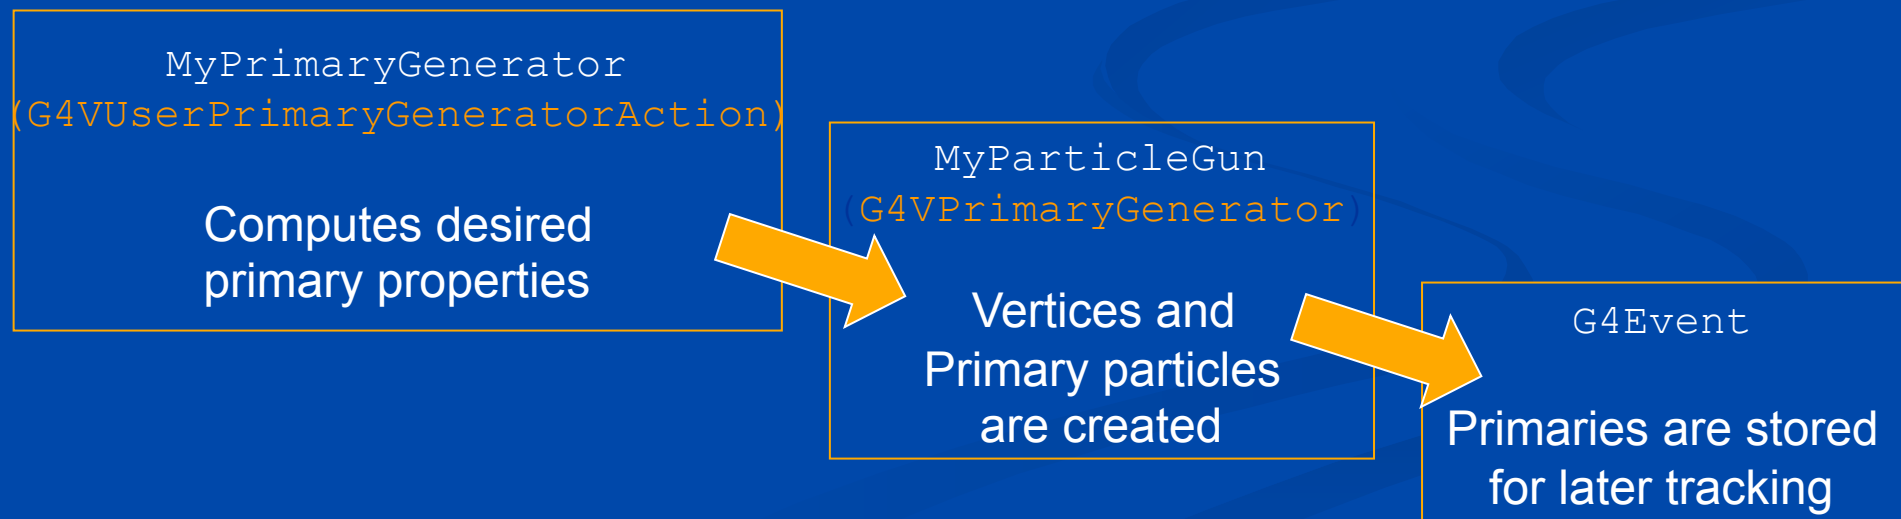 MyPrimaryGenerator
(G4VUserPrimaryGeneratorAction)
Computes desired
primary properties
MyParticleGun
(G4VPrimaryGenerator)
Vertices and
Primary particles
are created
G4Event
Primaries are stored
for later tracking